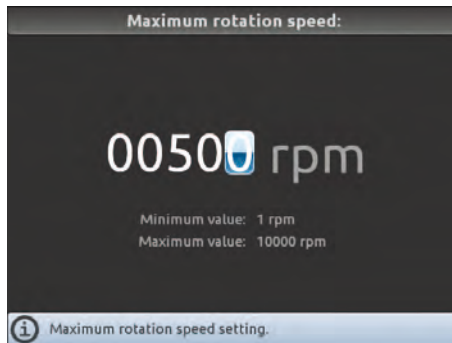 Maximum rotation speed:
00500 rpm
Minimum value: 1 rpm
Maximum value: 10000 rpm
Maximum rotation speed setting.